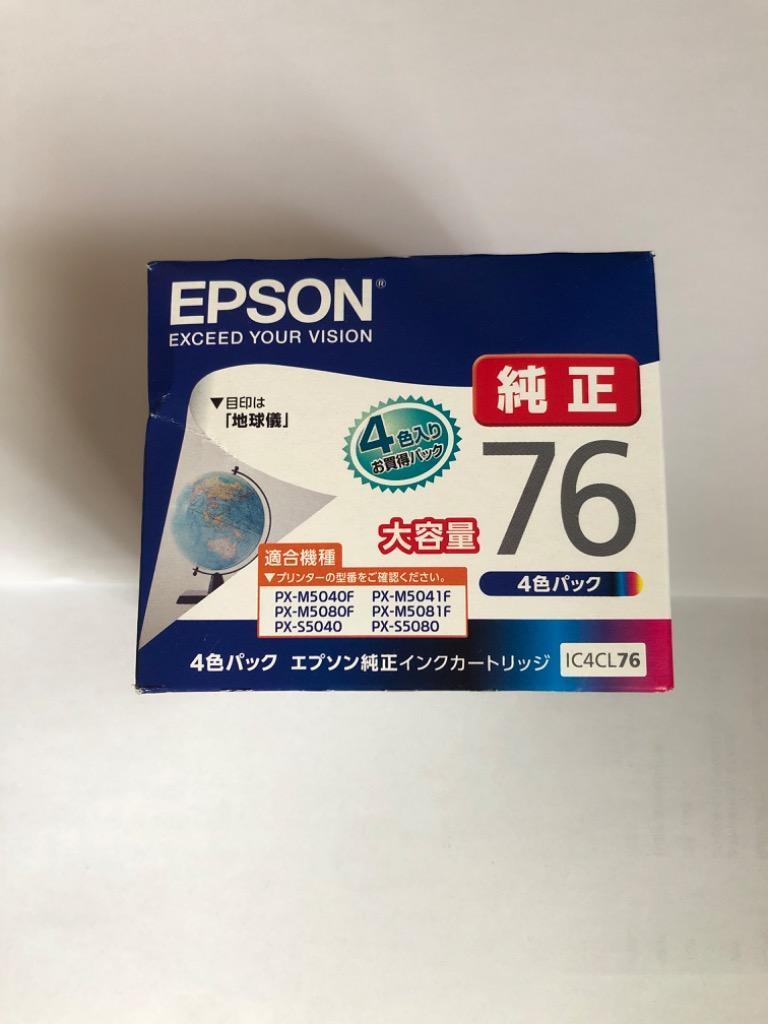 EPSON®
EXCEED YOUR VISION
純正
▼目印は
「地球儀」
4色入り
お買得パック
76
大容量
4色パック
適合機種
▼プリンターの型番をご確認ください。
PX-M5040F PX-M5041F
PX-M5080F PX-M5081F
PX-S5040 PX-S5080
4色パック エプソン純正インクカートリッジ IC4CL76